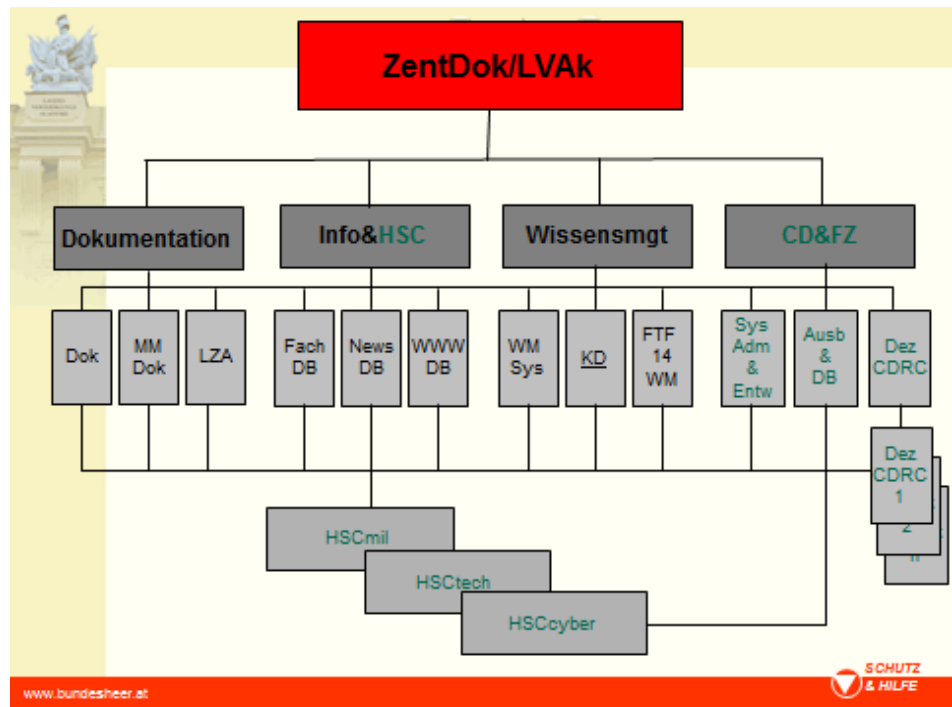 ZentDok/LVAk
Dokumentation
Info&HSC
Wissensmgt
CD&FZ
Dok
MM
Dok
LZA
Fach
DB
News
DB
WWW
DB
WM
Sys
KD
FTF
14
WM
Sys
Adm
&
Entw
Ausb
&
DB
Dez
CDRC
Dez
CDRC
1
2
n
HSCmil
HSCtech
HSCcyber
www.bundesheer.at
SCHUTZ
& HILFE